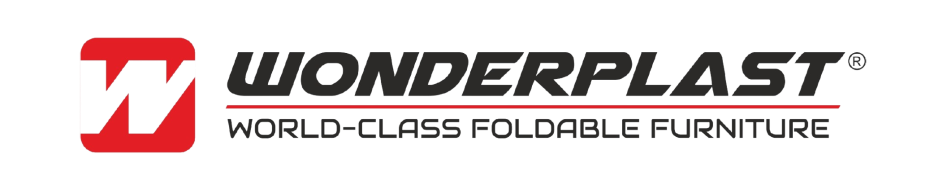 W WONDERPLAST®
WORLD-CLASS FOLDABLE FURNITURE